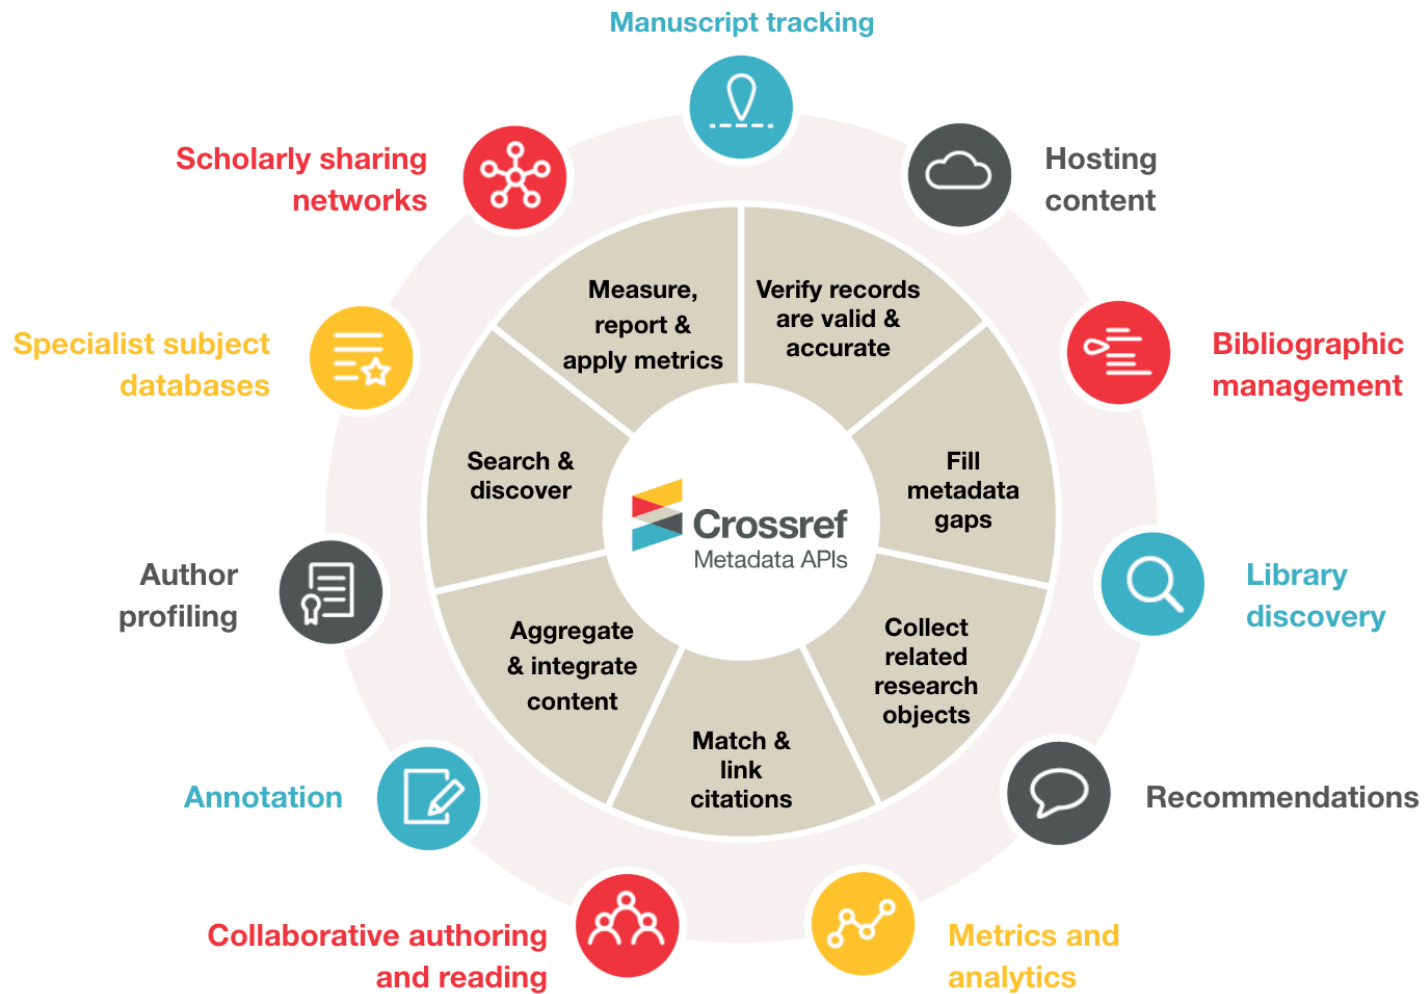 Manuscript tracking
Hosting
content
Bibliographic
management
Library
discovery
Recommendations
Metrics and
analytics
Collaborative authoring
and reading
Annotation
Author
profiling
Specialist subject
databases
Scholarly sharing
networks
Verify records
are valid &
accurate
Fill
metadata
gaps
Collect
related
research
objects
Match &
link
citations
Aggregate
& integrate
content
Search &
discover
Measure,
report &
apply metrics
Crossref
Metadata APIs